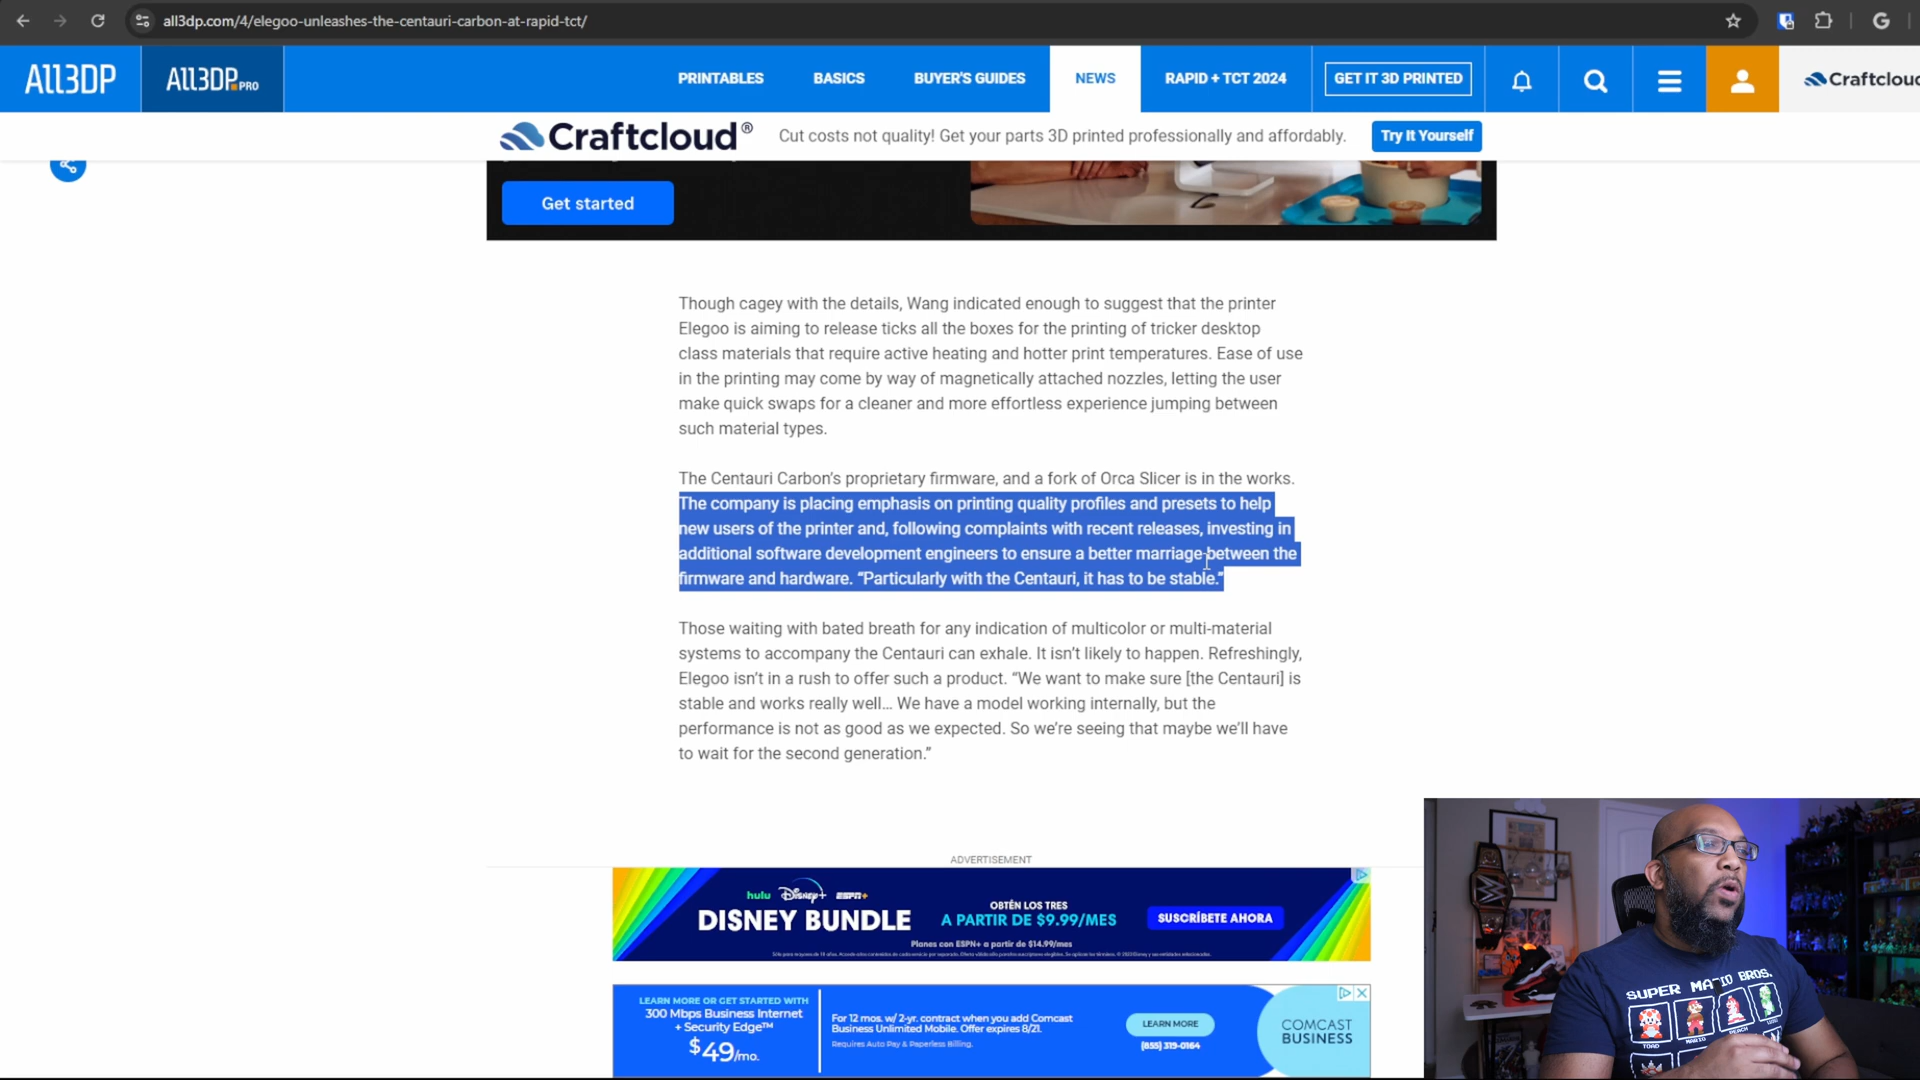 all3dp.com/4/elegoo-unleashes-the-centauri-carbon-at-rapid-tct/
ALL3DP
ALL3DP.PRO
PRINTABLES
BASICS
BUYER'S GUIDES
NEWS
RAPID + TCT 2024
GET IT 3D PRINTED
Craftcloud
Craftcloud®
Cut costs not quality! Get your parts 3D printed professionally and affordably.
Try It Yourself
Get started
Though cagey with the details, Wang indicated enough to suggest that the printer
Elegoo is aiming to release ticks all the boxes for the printing of tricker desktop
class materials that require active heating and hotter print temperatures. Ease of use
in the printing may come by way of magnetically attached nozzles, letting the user
make quick swaps for a cleaner and more effortless experience jumping between
such material types.
The Centauri Carbon's proprietary firmware, and a fork of Orca Slicer is in the works.
The company is placing emphasis on printing quality profiles and presets to help
new users of the printer and, following complaints with recent releases, investing in
additional software development engineers to ensure a better marriage between the
firmware and hardware. “Particularly with the Centauri, it has to be stable.”
Those waiting with bated breath for any indication of multicolor or multi-material
systems to accompany the Centauri can exhale. It isn’t likely to happen. Refreshingly,
Elegoo isn’t in a rush to offer such a product. “We want to make sure [the Centauri] is
stable and works really well… We have a model working internally, but the
performance is not as good as we expected. So we’re seeing that maybe we’ll have
to wait for the second generation.”
ADVERTISEMENT
hulu Disney+ ESPN+
DISNEY BUNDLE
OBTÉN LOS TRES
A PARTIR DE $9.99/MES
SUSCRÍBETE AHORA
Planes con ESPN+ a partir de $14.99/mes
LEARN MORE OR GET STARTED WITH
300 Mbps Business Internet
+ Security Edge™
$49/mo.
For 12 mos. w/ 2-yr. contract when you add Comcast
Business Unlimited Mobile. Offer expires 8/21.
Requires Auto Pay & Paperless Billing.
LEARN MORE
(855) 319-0164
COMCAST
BUSINESS
SUPER MARIO BROS.
TOAD
MARIO
PEACH